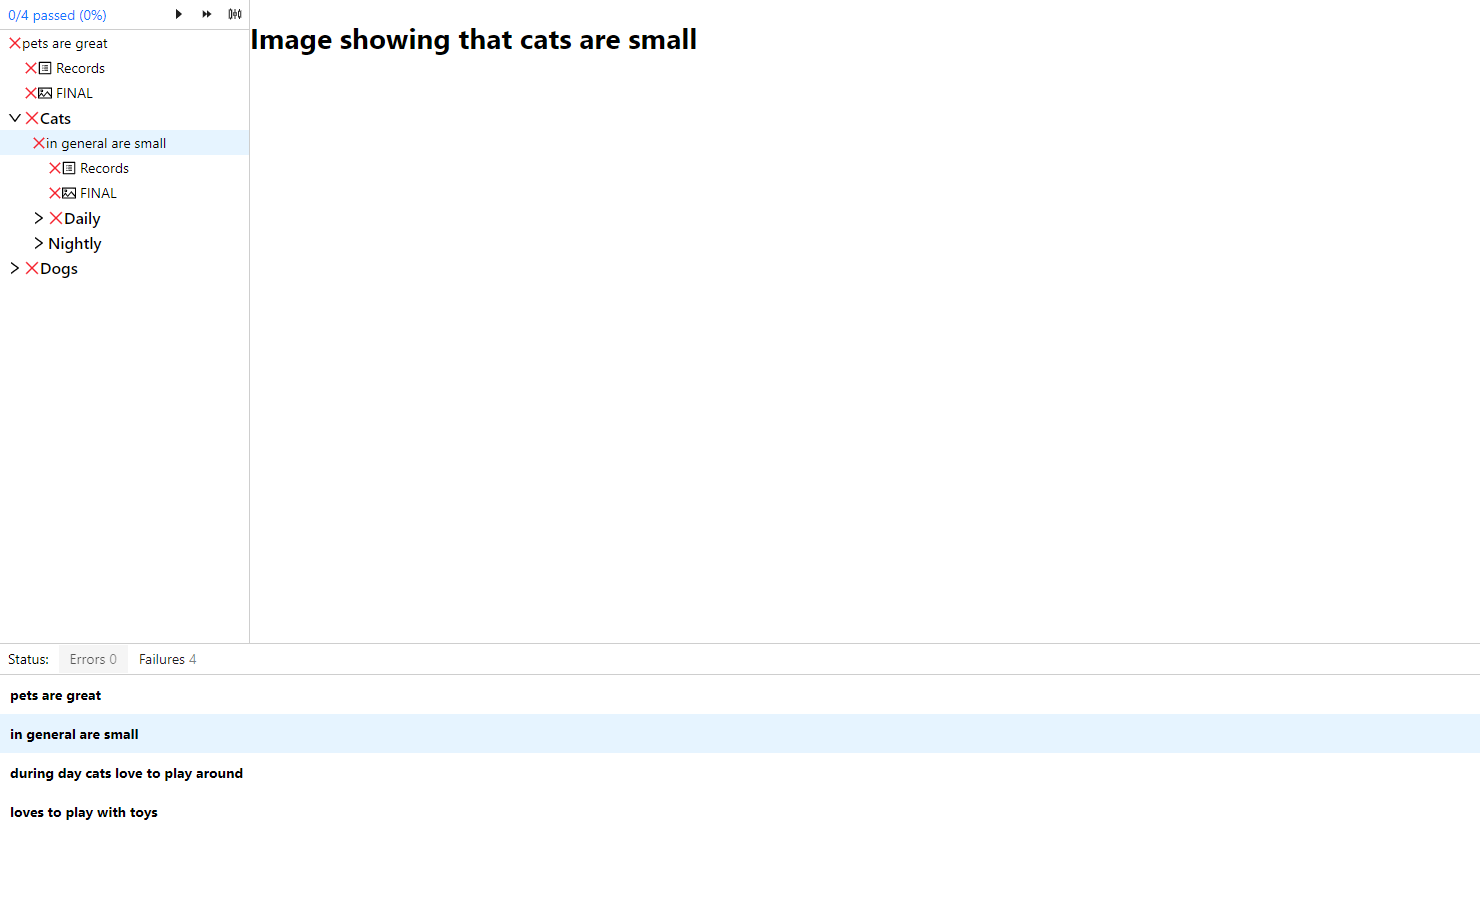 0/4 passed (0%)
pets are great
Records
FINAL
Cats
in general are small
Records
FINAL
Daily
Nightly
Dogs
Image showing that cats are small
Status: Errors 0 Failures 4
pets are great
in general are small
during day cats love to play around
loves to play with toys